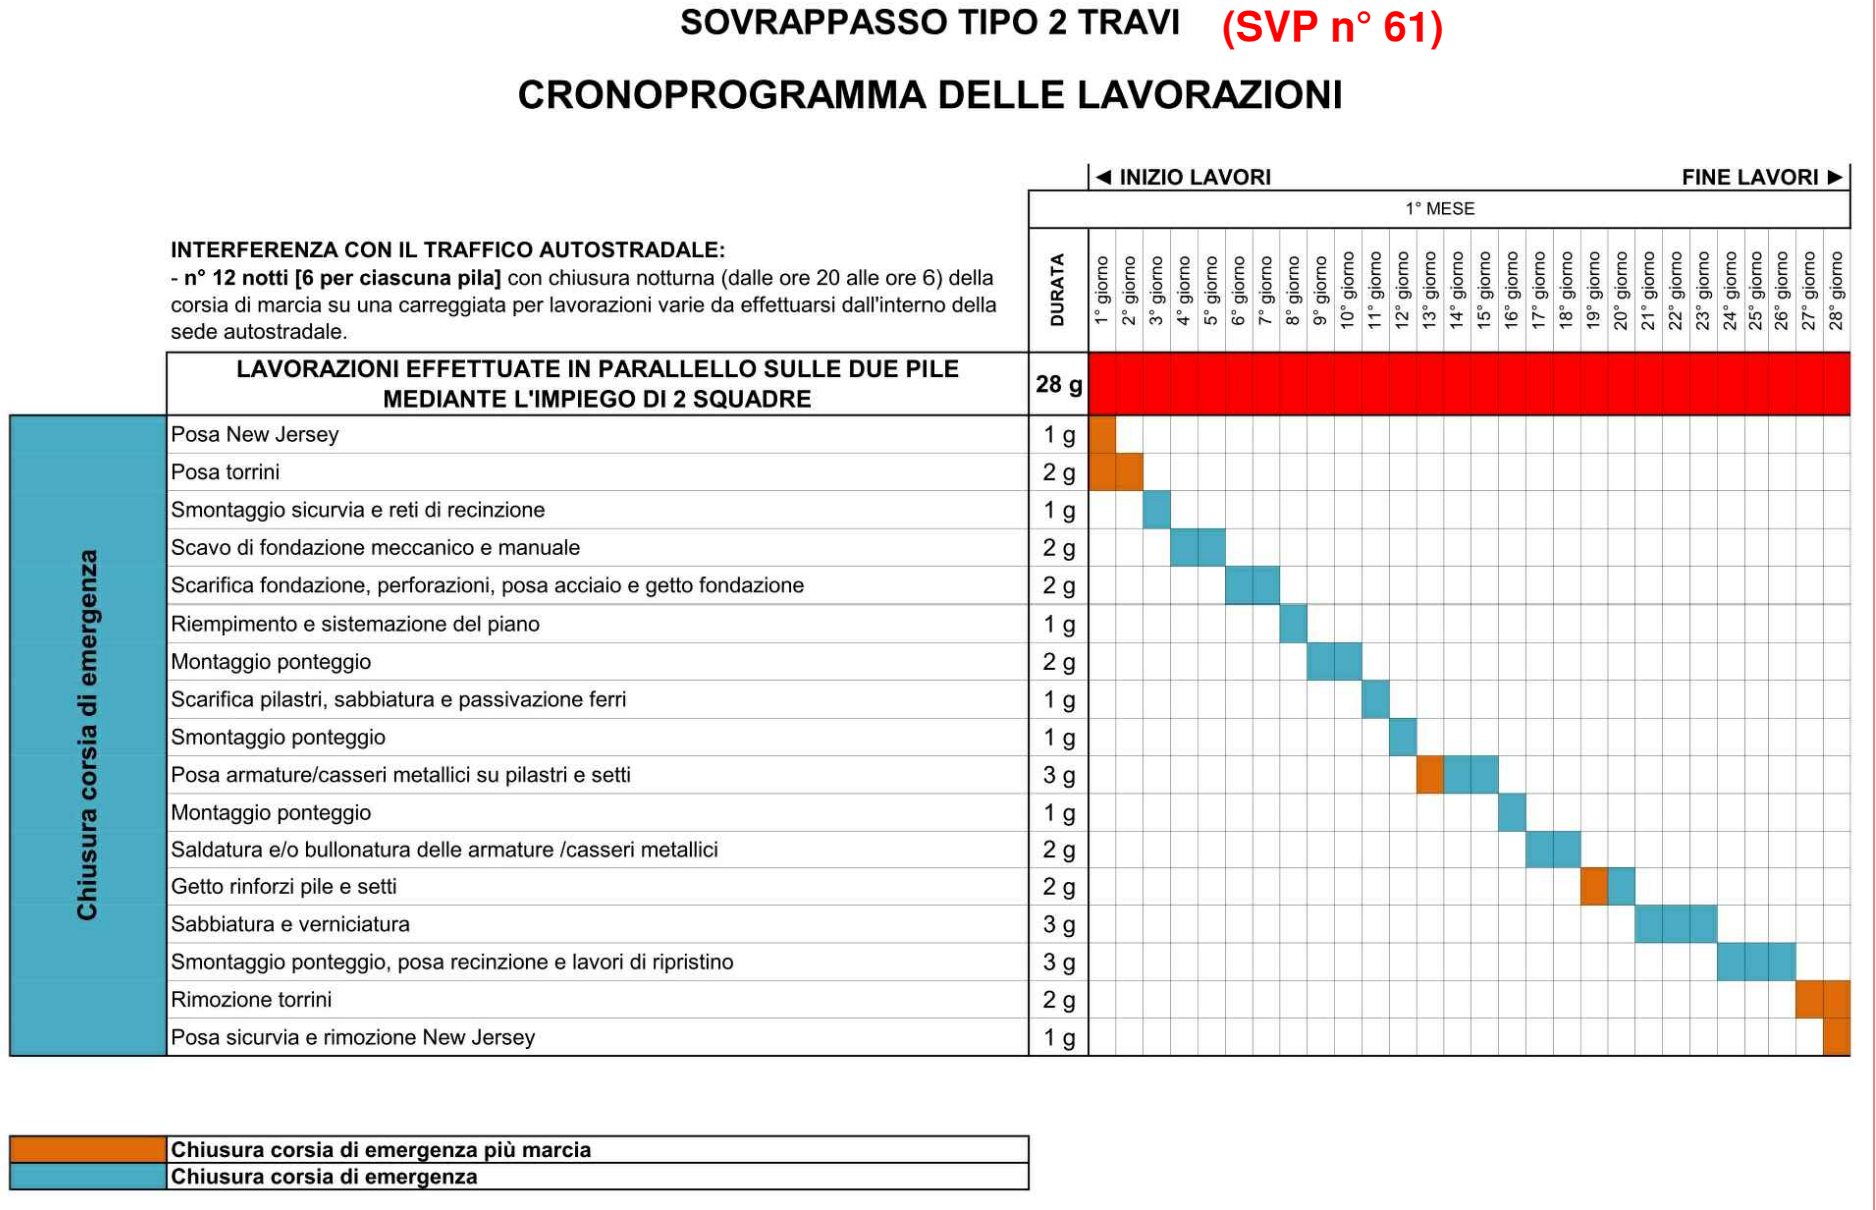 SOVRAPPASSO TIPO 2 TRAVI (SVP n° 61)
CRONOPROGRAMMA DELLE LAVORAZIONI
◄ INIZIO LAVORI FINE LAVORI ►
1° MESE
INTERFERENZA CON IL TRAFFICO AUTOSTRADALE:
- n° 12 notti [6 per ciascuna pila] con chiusura notturna (dalle ore 20 alle ore 6) della
corsia di marcia su una carreggiata per lavorazioni varie da effettuarsi dall'interno della
sede autostradale.
DURATA
1° giorno
2° giorno
3° giorno
4° giorno
5° giorno
6° giorno
7° giorno
8° giorno
9° giorno
10° giorno
11° giorno
12° giorno
13° giorno
14° giorno
15° giorno
16° giorno
17° giorno
18° giorno
19° giorno
20° giorno
21° giorno
22° giorno
23° giorno
24° giorno
25° giorno
26° giorno
27° giorno
28° giorno
LAVORAZIONI EFFETTUATE IN PARALLELLO SULLE DUE PILE
MEDIANTE L'IMPIEGO DI 2 SQUADRE
28 g
Chiusura corsia di emergenza
Posa New Jersey 1 g
Posa torrini 2 g
Smontaggio sicurvia e reti di recinzione 1 g
Scavo di fondazione meccanico e manuale 2 g
Scarifica fondazione, perforazioni, posa acciaio e getto fondazione 2 g
Riempimento e sistemazione del piano 1 g
Montaggio ponteggio 2 g
Scarifica pilastri, sabbiatura e passivazione ferri 1 g
Smontaggio ponteggio 1 g
Posa armature/casseri metallici su pilastri e setti 3 g
Montaggio ponteggio 1 g
Saldatura e/o bullonatura delle armature /casseri metallici 2 g
Getto rinforzi pile e setti 2 g
Sabbiatura e verniciatura 3 g
Smontaggio ponteggio, posa recinzione e lavori di ripristino 3 g
Rimozione torrini 2 g
Posa sicurvia e rimozione New Jersey 1 g
Chiusura corsia di emergenza più marcia
Chiusura corsia di emergenza